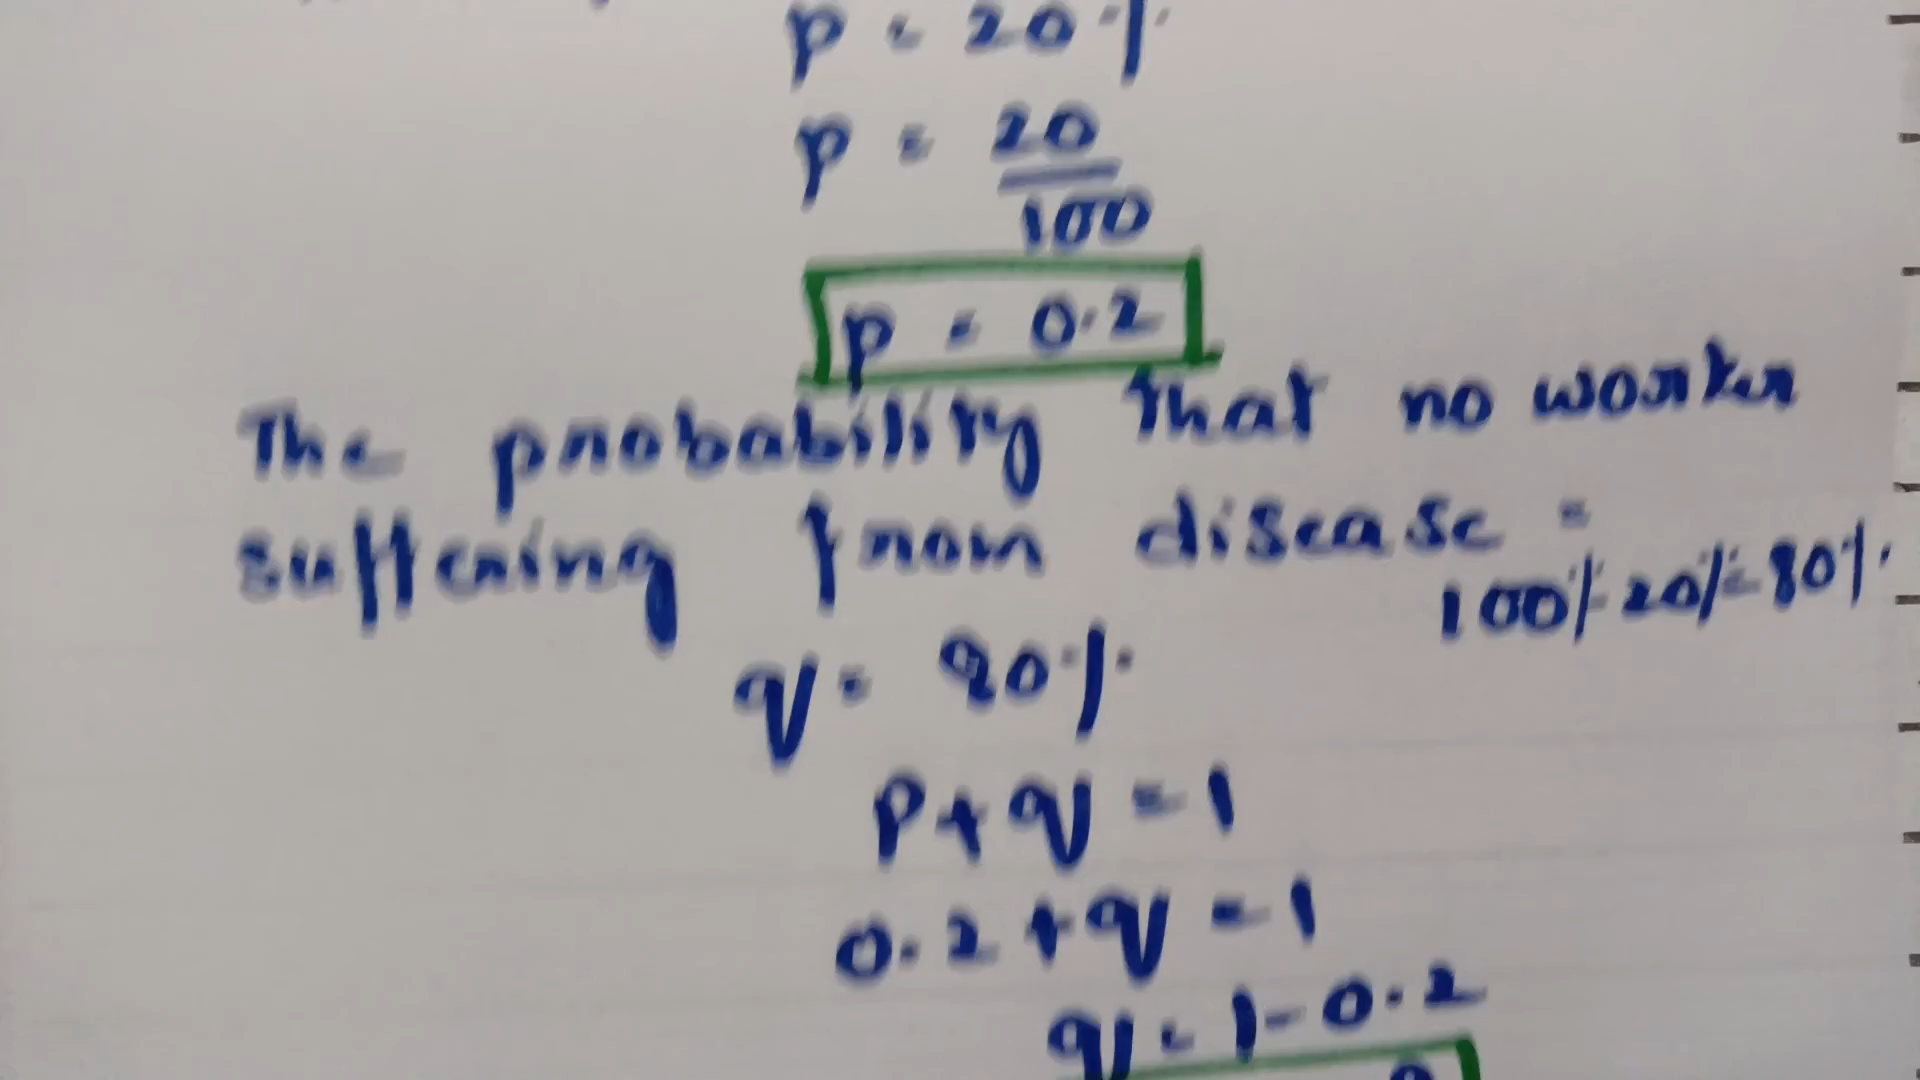 p = 20%
p = 20
100
p = 0.2
The probability that no worker
suffering from disease =
100%-20%=80%
q = 80%
p+q=1
0.2+q=1
q=1-0.2